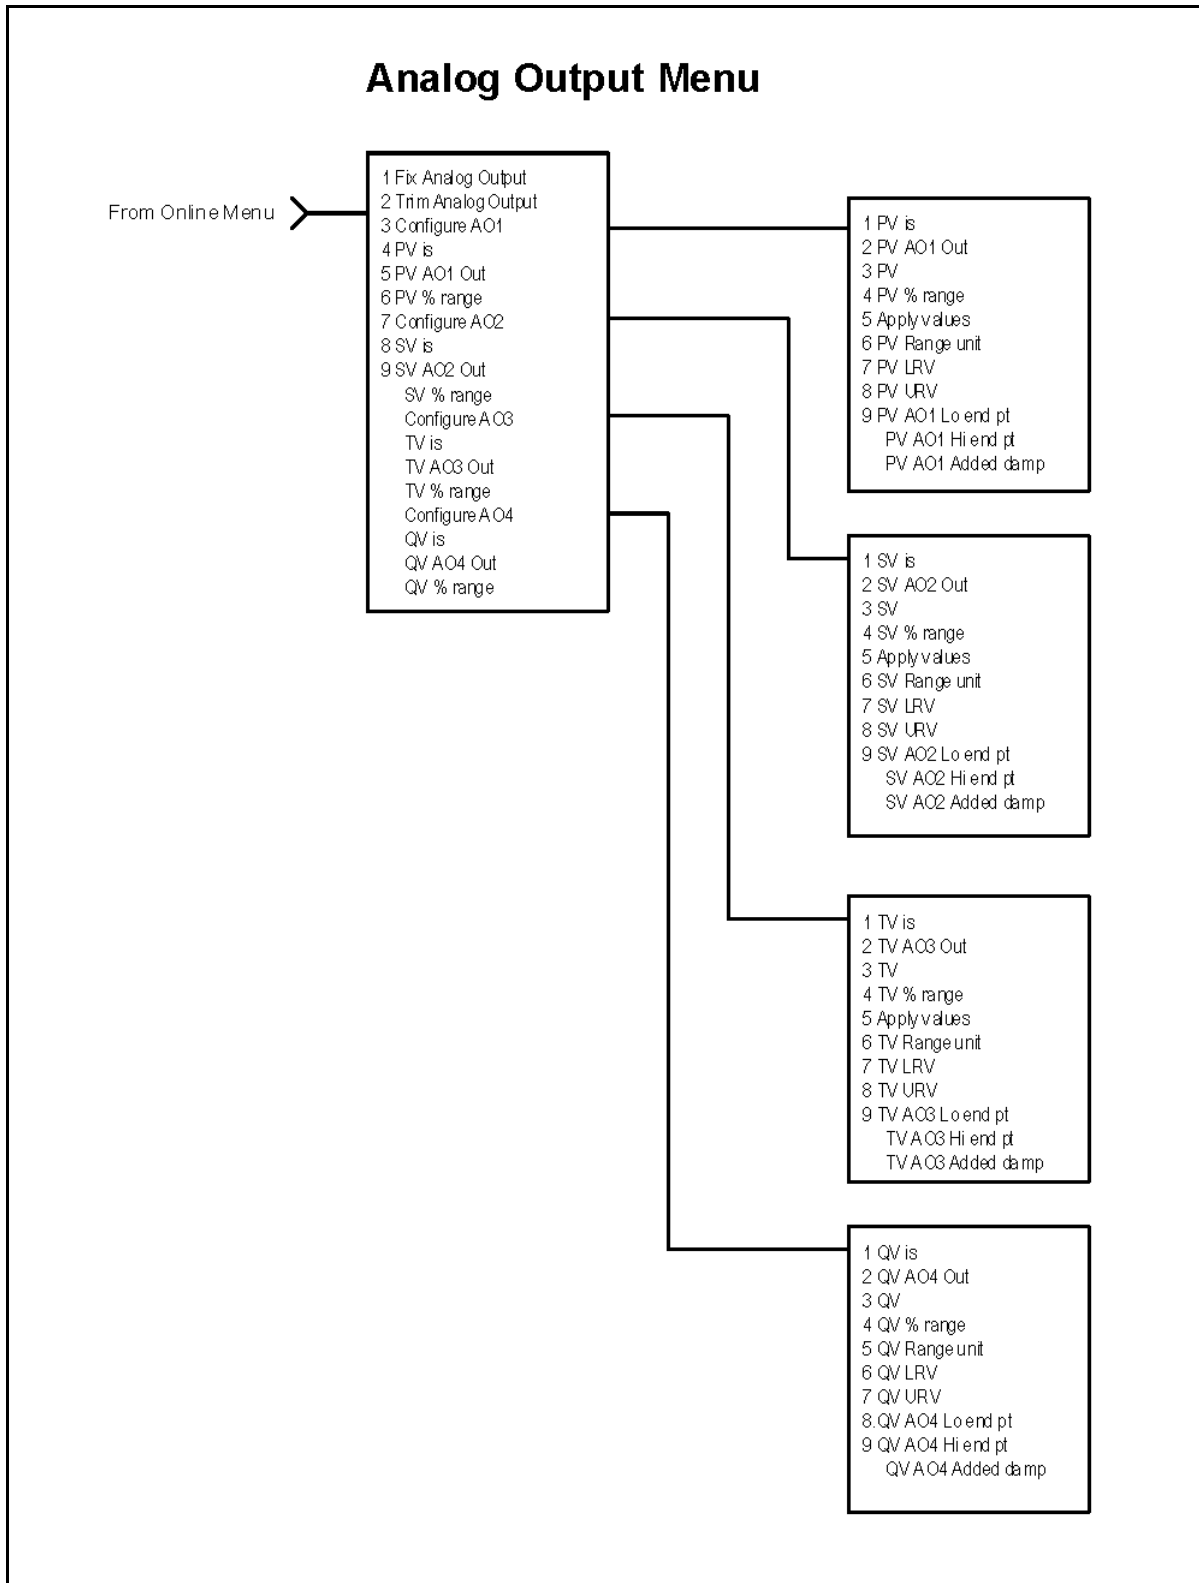 Analog Output Menu
From Online Menu
1 Fix Analog Output
2 Trim Analog Output
3 Configure AO1
4 PV is
5 PV AO1 Out
6 PV % range
7 Configure AO2
8 SV is
9 SV AO2 Out
SV % range
Configure AO3
TV is
TV AO3 Out
TV % range
Configure AO4
QV is
QV AO4 Out
QV % range
1 PV is
2 PV AO1 Out
3 PV
4 PV % range
5 Apply values
6 PV Range unit
7 PV LRV
8 PV URV
9 PV AO1 Lo end pt
PV AO1 Hi end pt
PV AO1 Added damp
1 SV is
2 SV AO2 Out
3 SV
4 SV % range
5 Apply values
6 SV Range unit
7 SV LRV
8 SV URV
9 SV AO2 Lo end pt
SV AO2 Hi end pt
SV AO2 Added damp
1 TV is
2 TV AO3 Out
3 TV
4 TV % range
5 Apply values
6 TV Range unit
7 TV LRV
8 TV URV
9 TV AO3 Lo end pt
TV AO3 Hi end pt
TV AO3 Added damp
1 QV is
2 QV AO4 Out
3 QV
4 QV % range
5 QV Range unit
6 QV LRV
7 QV URV
8.QV AO4 Lo end pt
9 QV AO4 Hi end pt
QV AO4 Added damp